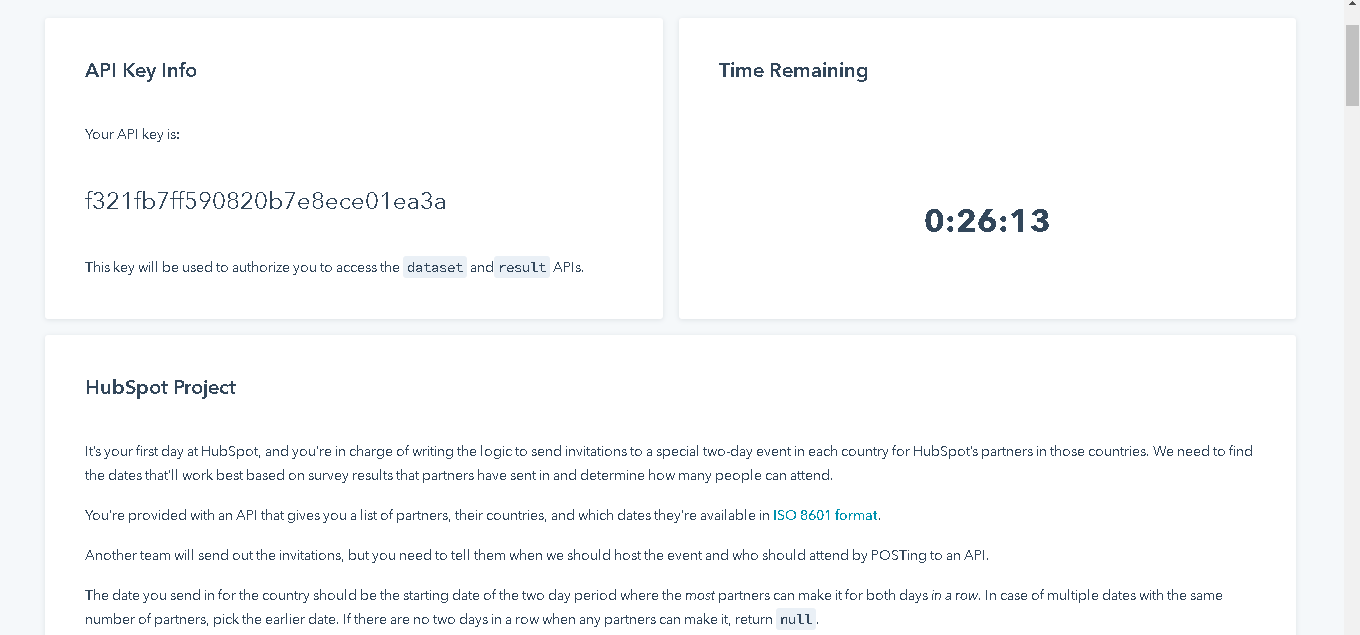 API Key Info
Time Remaining
Your API key is:
f321fb7ff590820b7e8ece01ea3a
0:26:13
This key will be used to authorize you to access the dataset and result APIs.
HubSpot Project
It's your first day at HubSpot, and you're in charge of writing the logic to send invitations to a special two-day event in each country for HubSpot's partners in those countries. We need to find
the dates that'll work best based on survey results that partners have sent in and determine how many people can attend.
You're provided with an API that gives you a list of partners, their countries, and which dates they're available in ISO 8601 format.
Another team will send out the invitations, but you need to tell them when we should host the event and who should attend by POSTing to an API.
The date you send in for the country should be the starting date of the two day period where the most partners can make it for both days in a row. In case of multiple dates with the same
number of partners, pick the earlier date. If there are no two days in a row when any partners can make it, return null.